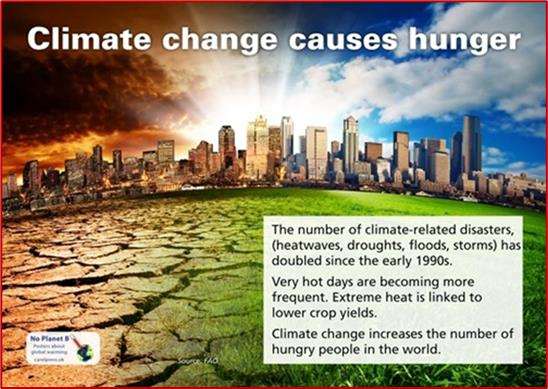 Climate change causes hunger
The number of climate-related disasters,
(heatwaves, droughts, floods, storms) has
doubled since the early 1990s.
Very hot days are becoming more
frequent. Extreme heat is linked to
lower crop yields.
Climate change increases the number of
hungry people in the world.
No Planet B
Posters about
global warming
carelpress.uk
Source: FAO